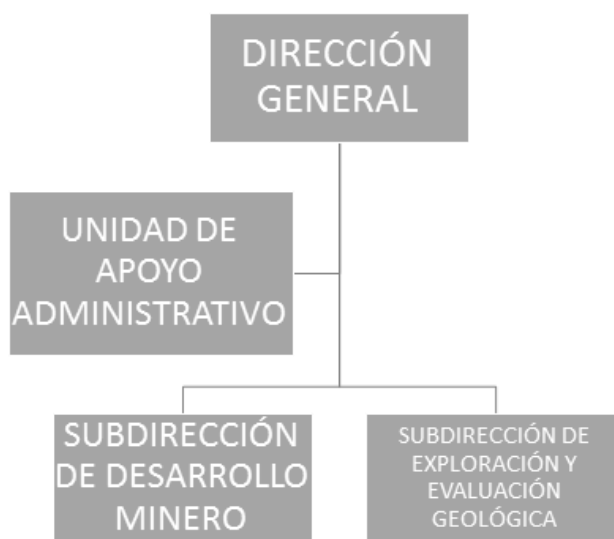 DIRECCIÓN
GENERAL
UNIDAD DE
APOYO
ADMINISTRATIVO
SUBDIRECCIÓN
DE DESARROLLO
MINERO
SUBDIRECCIÓN DE
EXPLORACIÓN Y
EVALUACIÓN
GEOLÓGICA